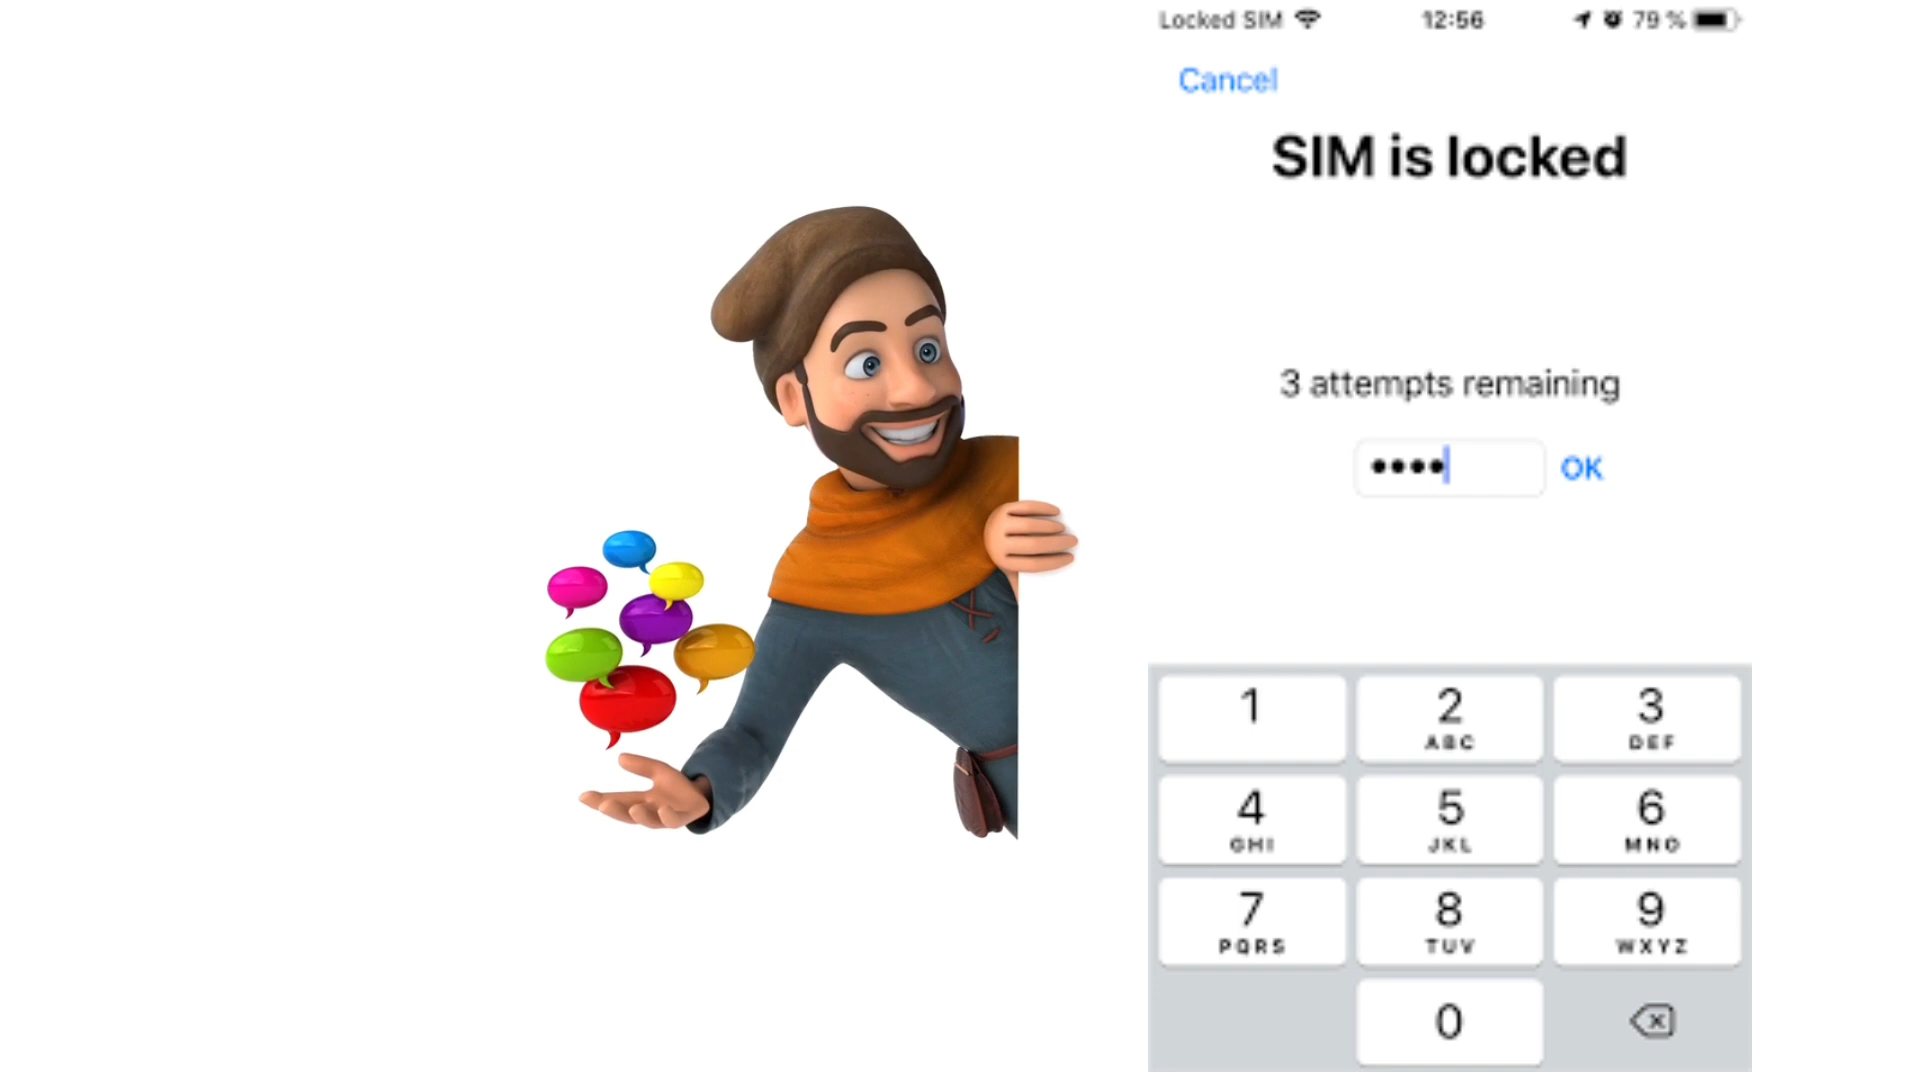 Locked SIM 12:56 79 %
Cancel
SIM is locked
3 attempts remaining
•••• OK
1 2 3
ABC DEF
4 5 6
GHI JKL MNO
7 8 9
PQRS TUV WXYZ
0